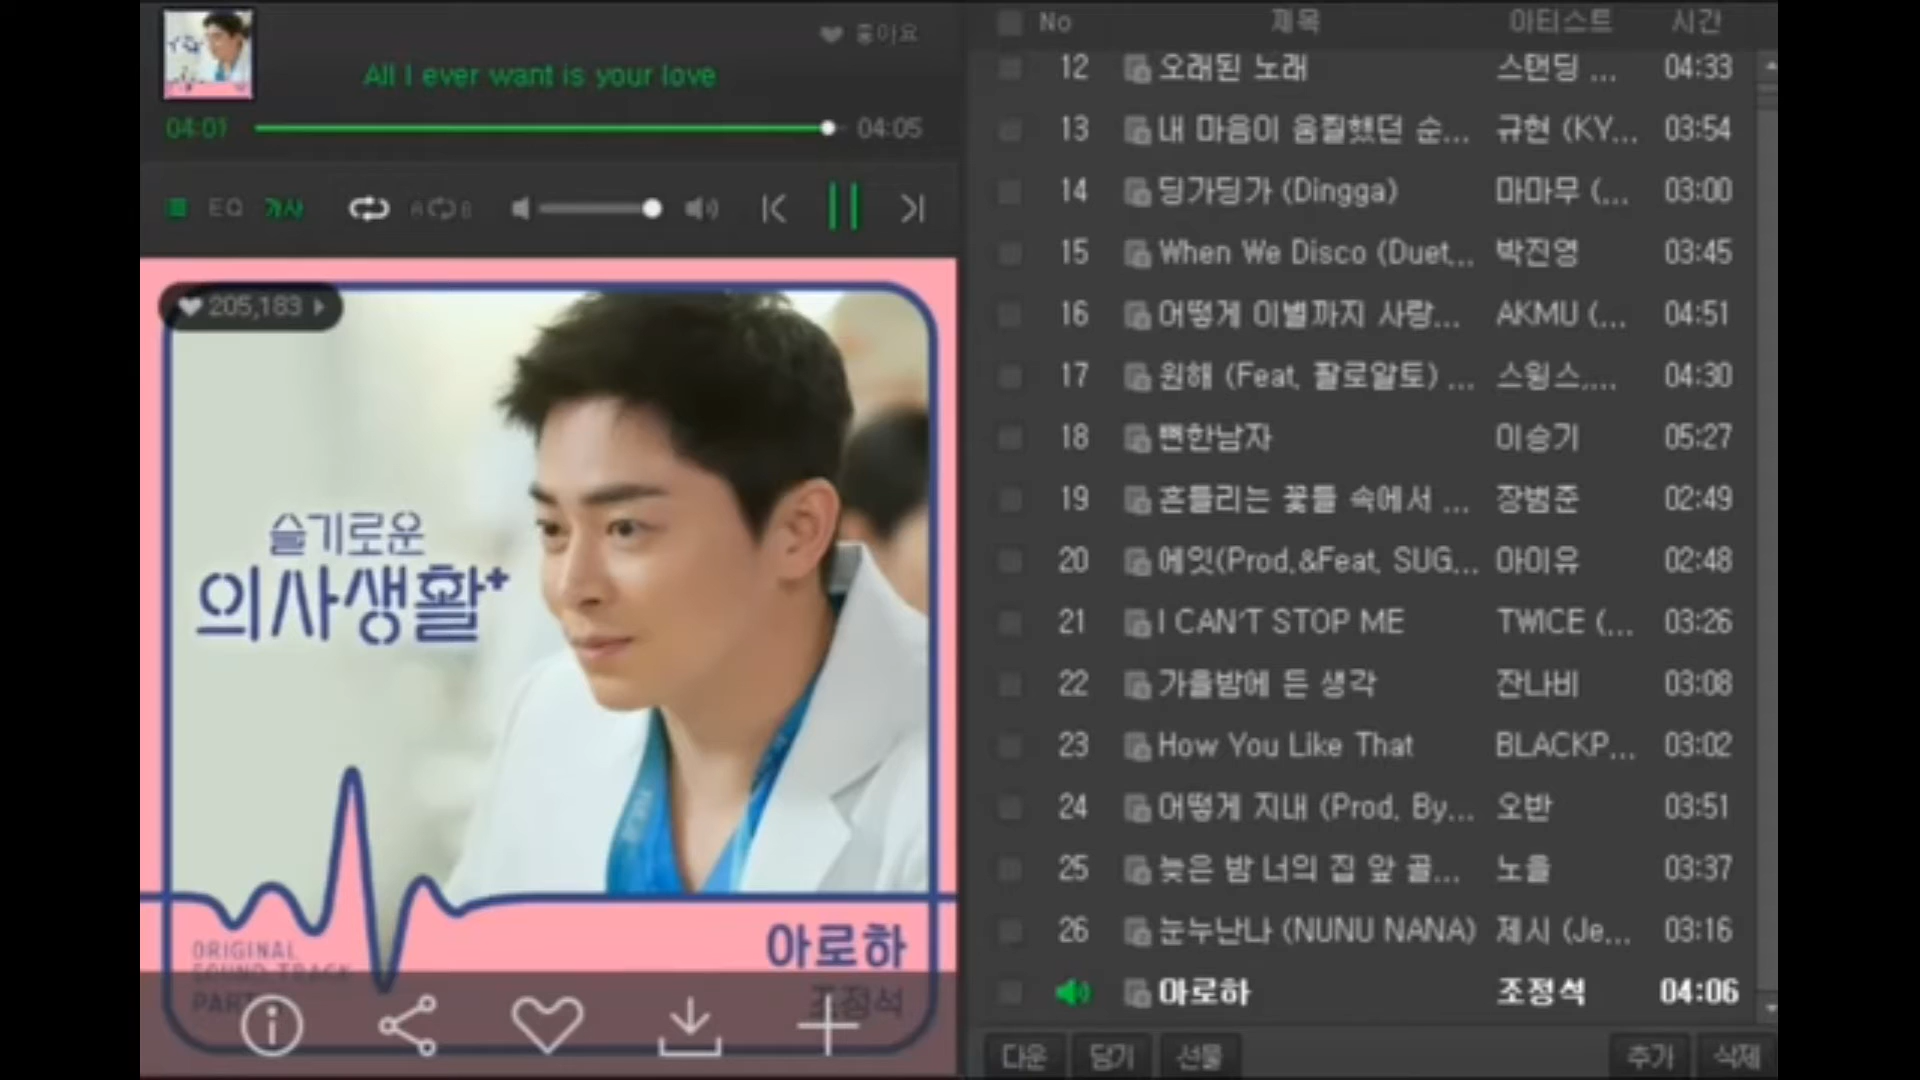 좋아요
All I ever want is your love
04:01
04:05
EQ 가사 A B
205,183
슬기로운
의사생활+
ORIGINAL
SOUND TRACK
PART
아로하
조정석
No 제목 아티스트 시간
12 오래된 노래 스탠딩 ... 04:33
13 내 마음이 움찔했던 순... 규현 (KY... 03:54
14 딩가딩가 (Dingga) 마마무 (... 03:00
15 When We Disco (Duet... 박진영 03:45
16 어떻게 이별까지 사랑... AKMU (... 04:51
17 원해 (Feat. 팔로알토) ... 스윙스,... 04:30
18 뻔한남자 이승기 05:27
19 흔들리는 꽃들 속에서 ... 장범준 02:49
20 에잇(Prod.&Feat. SUG... 아이유 02:48
21 I CAN'T STOP ME TWICE (... 03:26
22 가을밤에 든 생각 잔나비 03:08
23 How You Like That BLACKP... 03:02
24 어떻게 지내 (Prod. By... 오반 03:51
25 늦은 밤 너의 집 앞 골... 노을 03:37
26 눈누난나 (NUNU NANA) 제시 (Je... 03:16
아로하 조정석 04:06
다운 담기 선물 추가 삭제